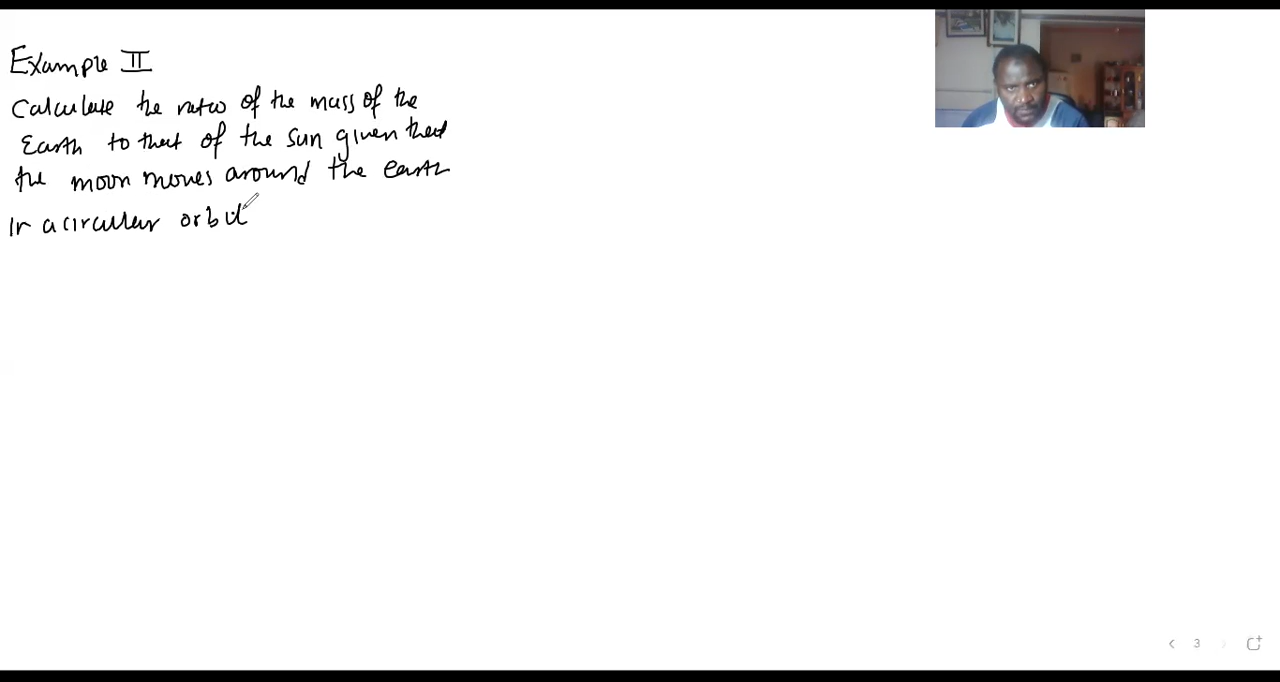 Example II
Calculate the ratio of the mass of the
Earth to that of the sun given that
the moon moves around the earth
In a circular orbit
3